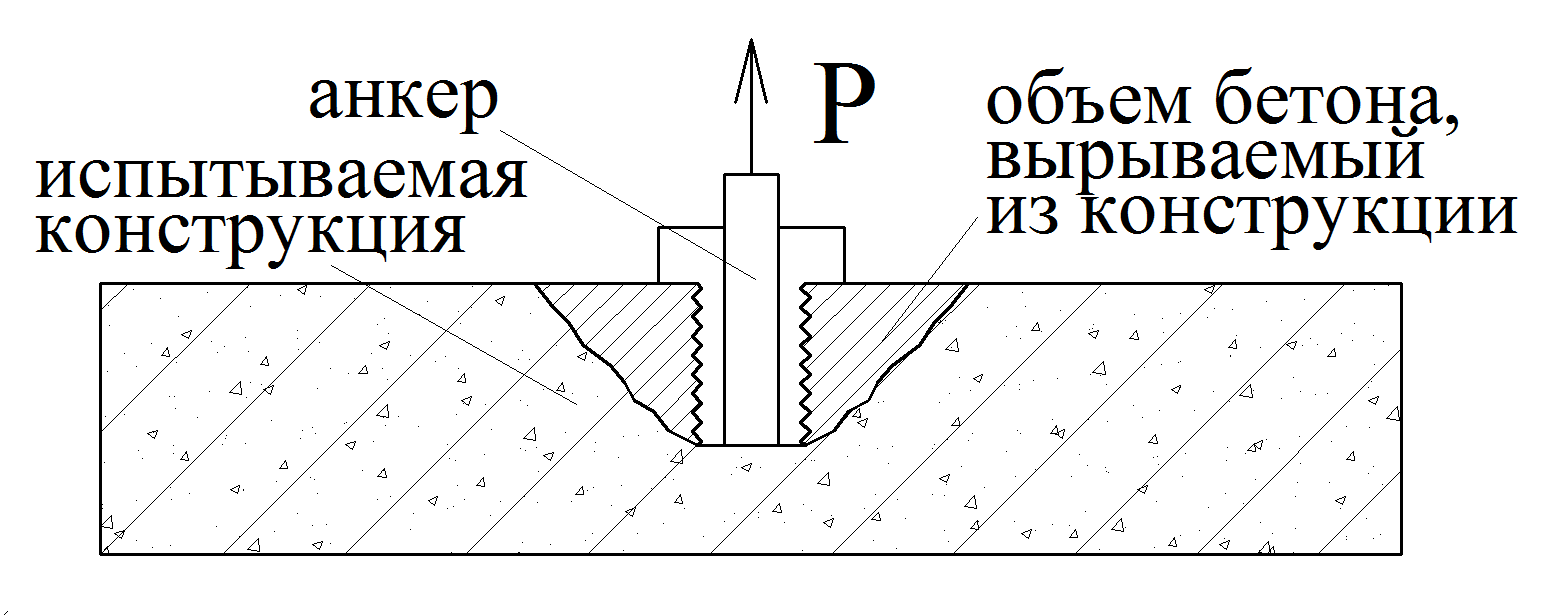 анкер
P
объем бетона,
вырываемый
из конструкции
испытываемая
конструкция